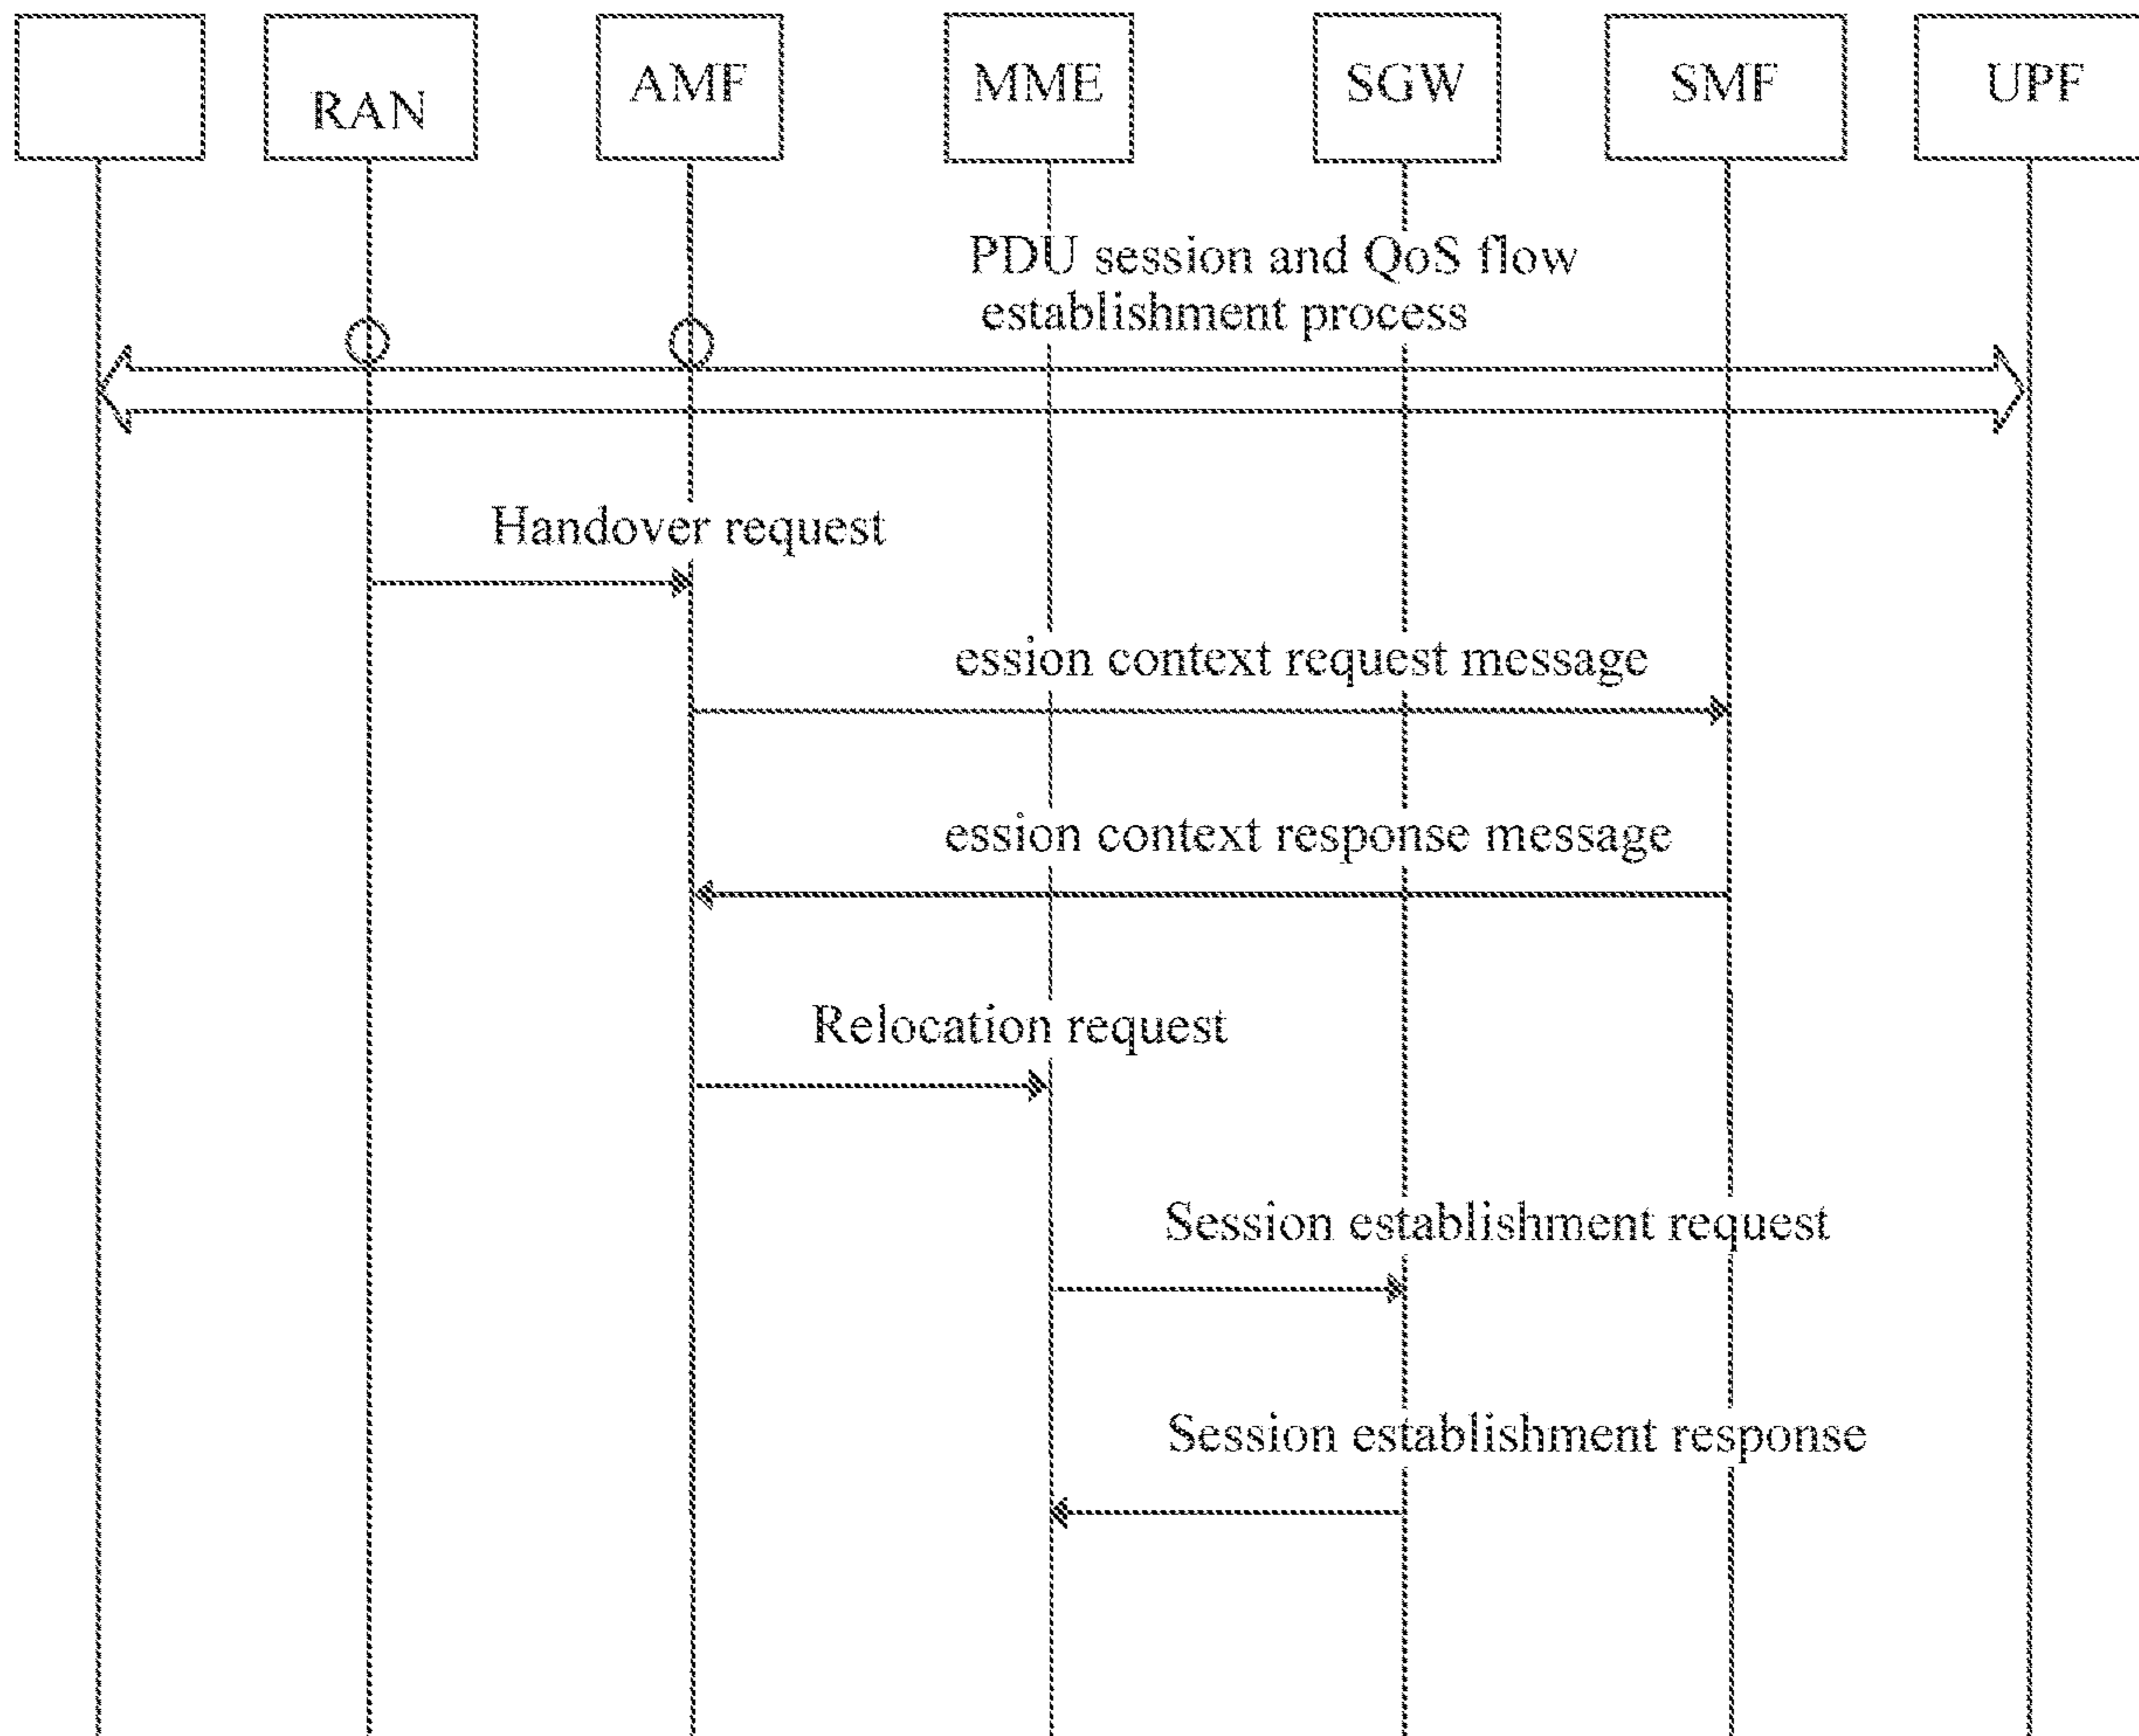 RAN
AMF
MME
SGW
SMF
UPF
PDU session and QoS flow
establishment process
Handover request
ession context request message
ession context response message
Relocation request
Session establishment request
Session establishment response